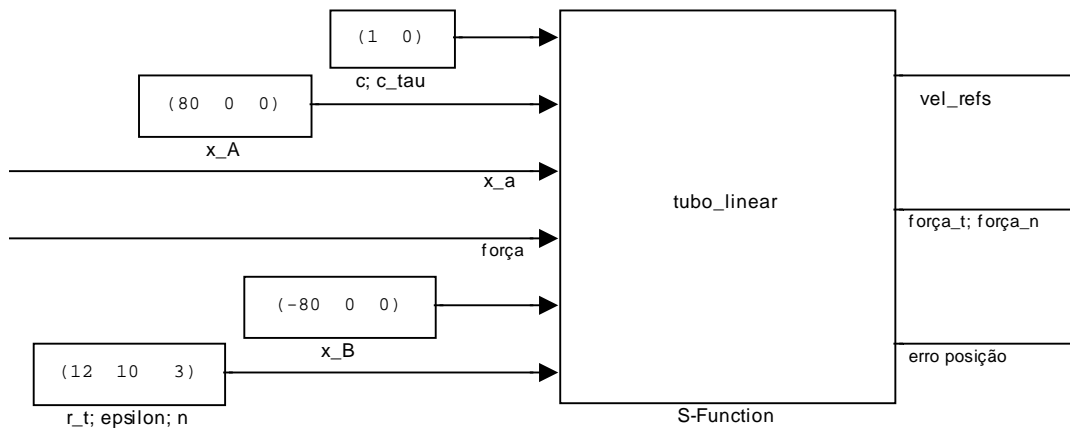 (1 0)
c; c_tau
(80 0 0)
x_A
x_a
força
(-80 0 0)
x_B
(12 10 3)
r_t; epsilon; n
tubo_linear
S-Function
vel_refs
força_t; força_n
erro posição